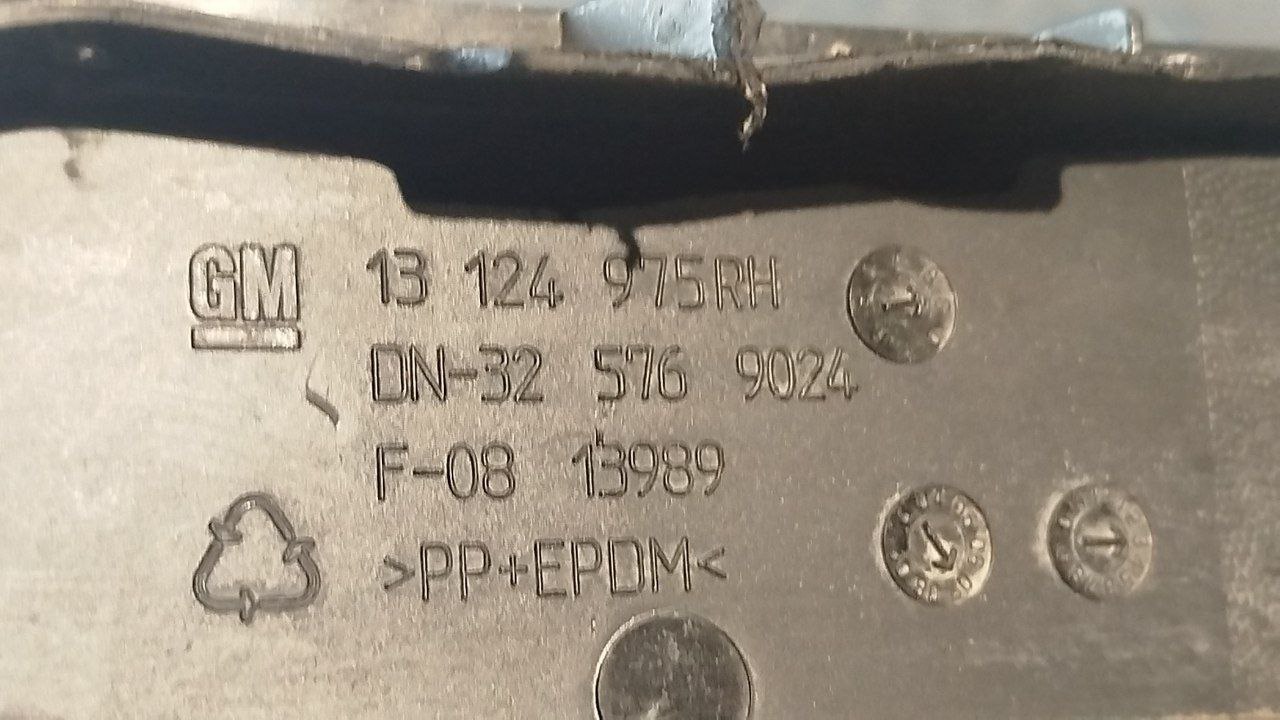 GM
13 124 975RH
DN-32 576 9024
F-08 13989
>PP+EPDM<